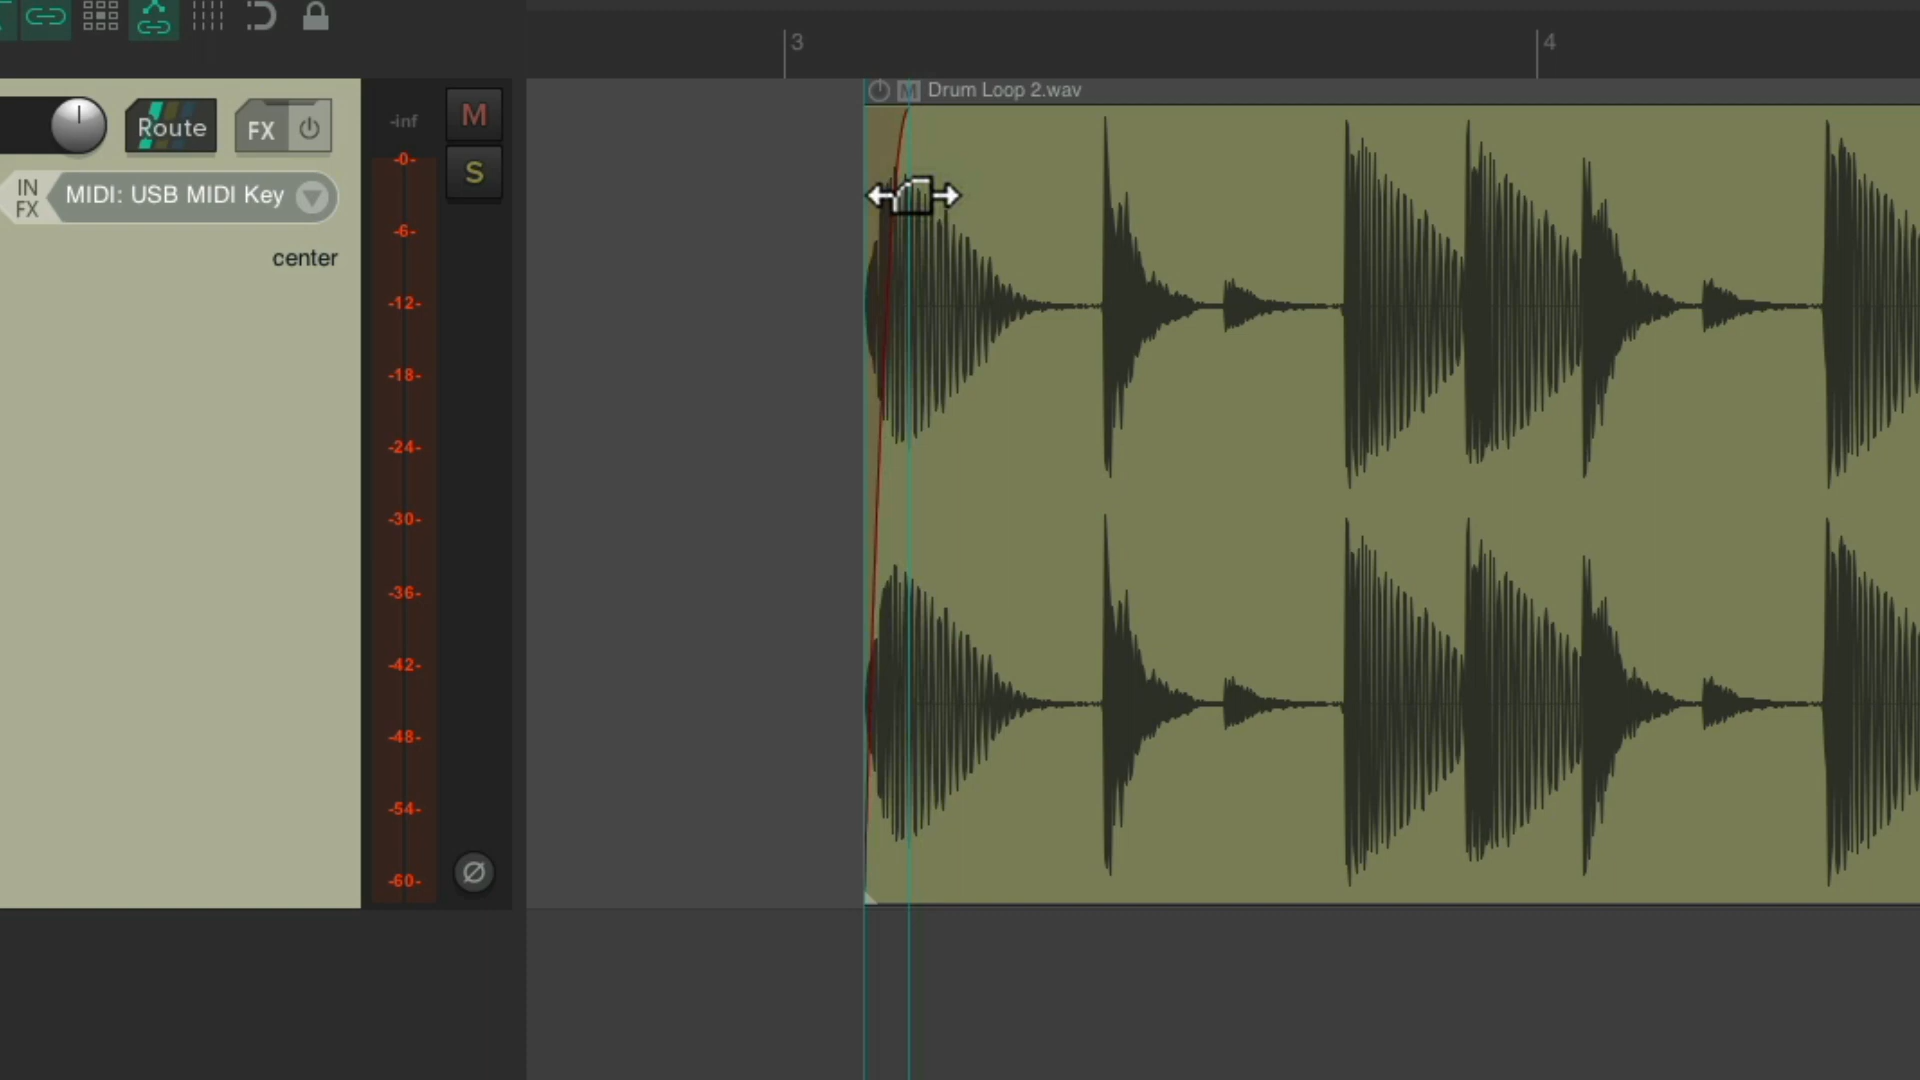 3
4
M Drum Loop 2.wav
Route
FX
-inf
M
S
IN
FX
MIDI: USB MIDI Key
center
-0-
-6-
-12-
-18-
-24-
-30-
-36-
-42-
-48-
-54-
-60-